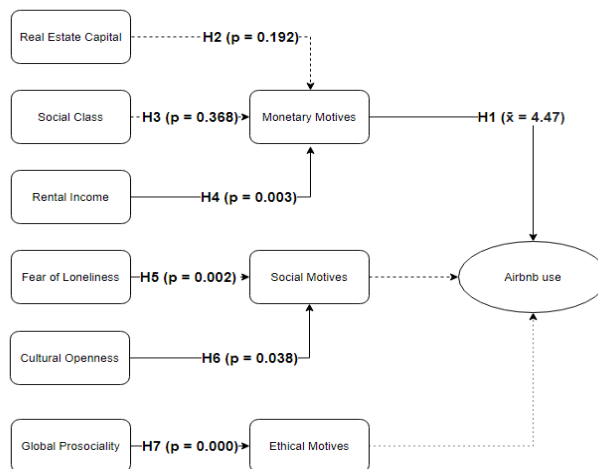 Real Estate Capital
H2 (p = 0.192)
Social Class
H3 (p = 0.368)
Monetary Motives
H1 (x̄ = 4.47)
Rental Income
H4 (p = 0.003)
Fear of Loneliness
H5 (p = 0.002)
Social Motives
Airbnb use
Cultural Openness
H6 (p = 0.038)
Global Prosociality
H7 (p = 0.000)
Ethical Motives